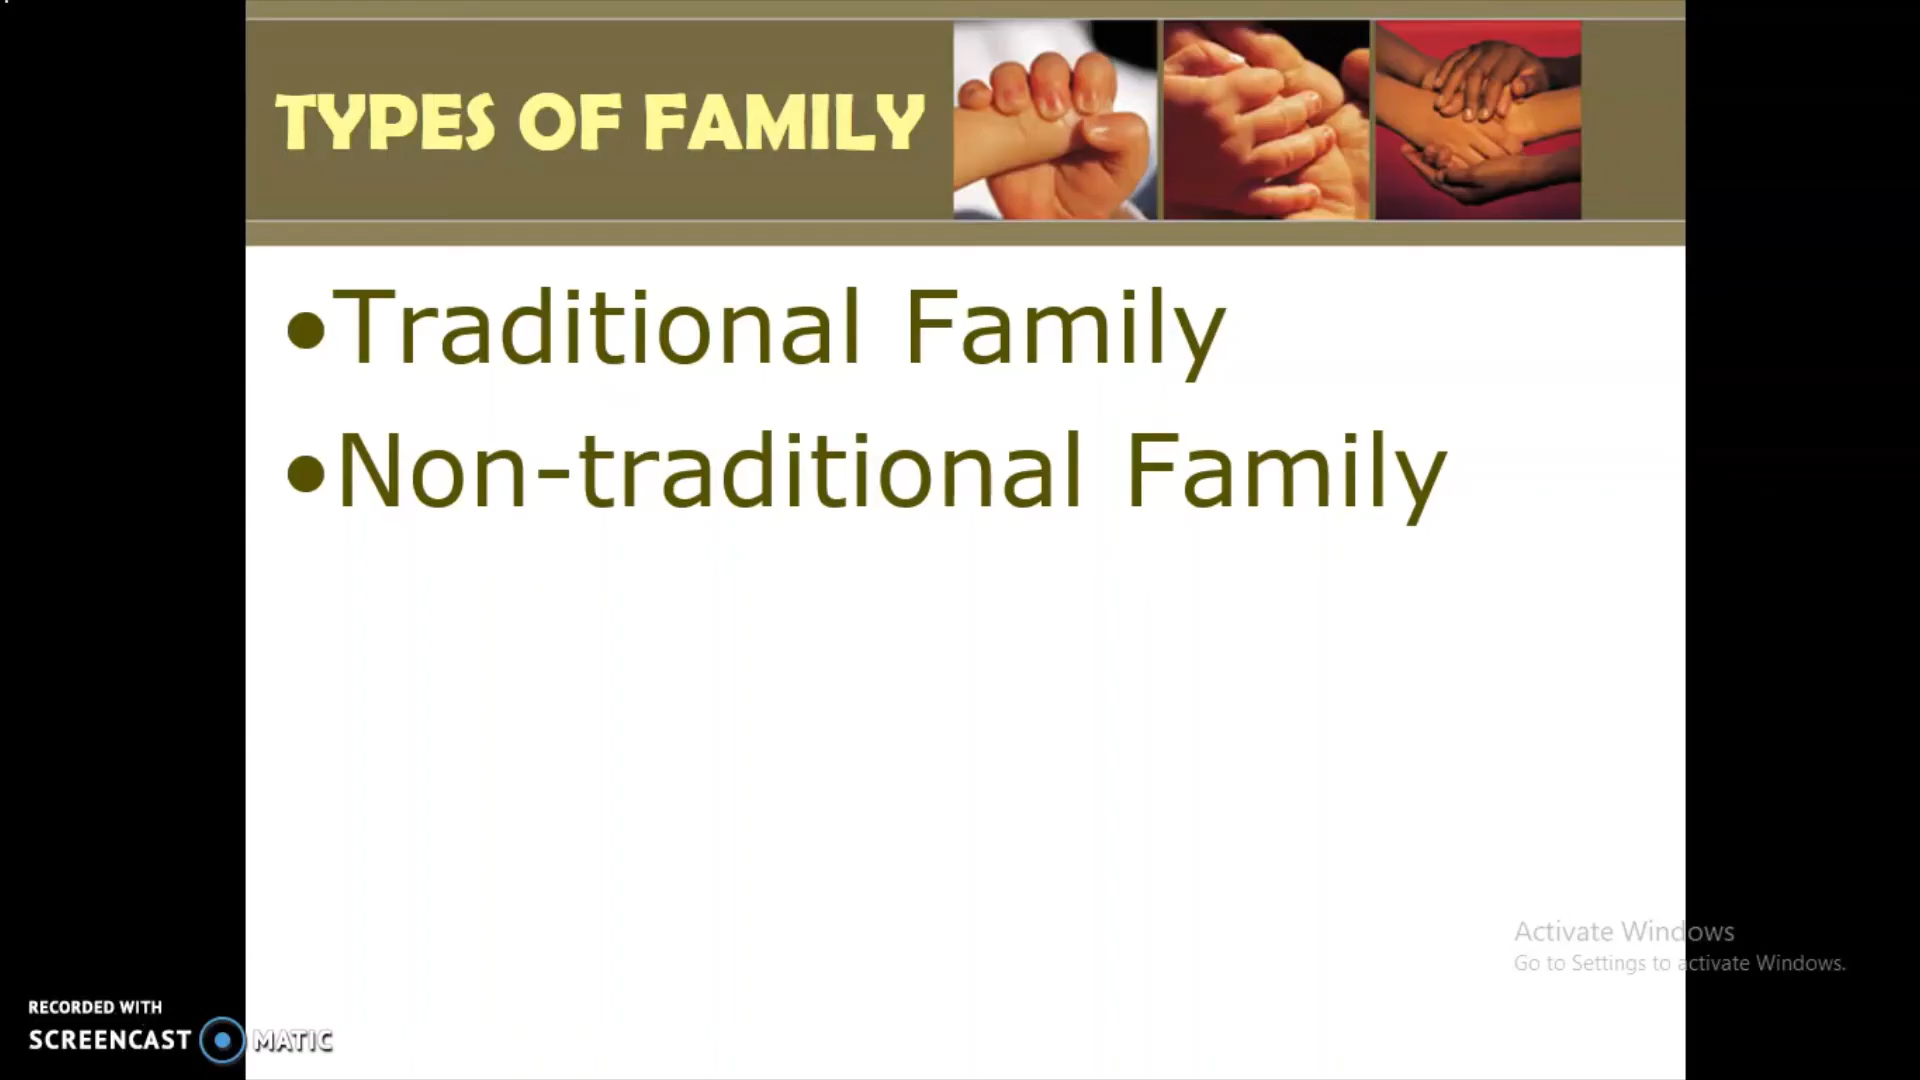 TYPES OF FAMILY
•Traditional Family
•Non-traditional Family
Activate Windows
Go to Settings to activate Windows.
RECORDED WITH
SCREENCAST MATIC